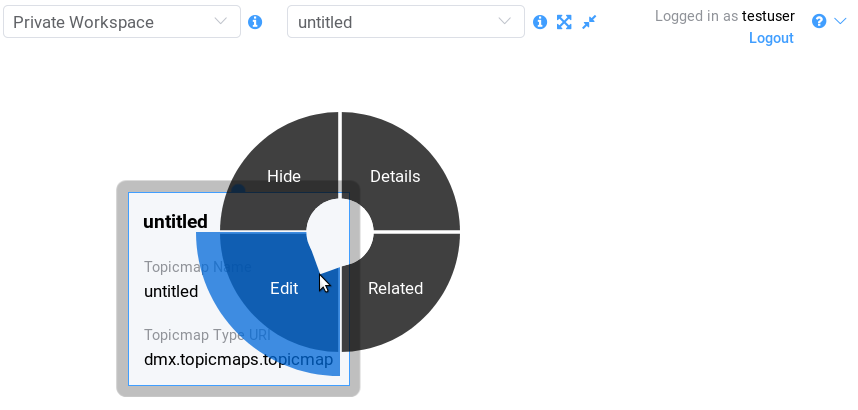 Private Workspace
untitled
Logged in as testuser
Logout
Hide
Details
untitled
Topicmap Name
untitled
Edit
Related
Topicmap Type URI
dmx.topicmaps.topicmap